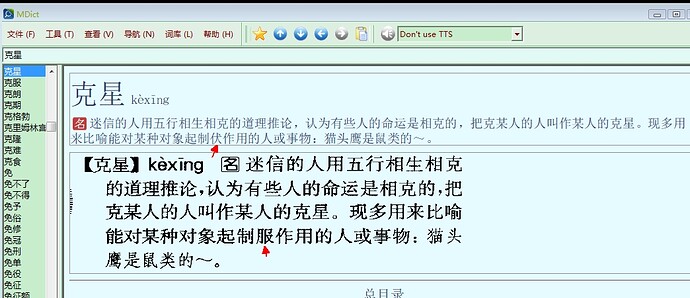 MDict
文件 (F) 工具 (T) 查看 (V) 导航 (N) 词库 (L) 帮助 (H) Don't use TTS
克星
克星
克服
克朗
克期
克格勃
克里姆林宫
克隆
克难
克食
免
免不了
免不得
免予
免俗
免修
免冠
免刑
免单
免役
免征
免征额
克星 kèxīng
名 迷信的人用五行相生相克的道理推论，认为有些人的命运是相克的，把克某人的人叫作某人的克星。现多用
来比喻能对某种对象起制伏作用的人或事物：猫头鹰是鼠类的～。
【克星】kèxīng 名 迷信的人用五行相生相克
的道理推论，认为有些人的命运是相克的，把
克某人的人叫作某人的克星。现多用来比喻
能对某种对象起制服作用的人或事物：猫头
鹰是鼠类的～。
总目录